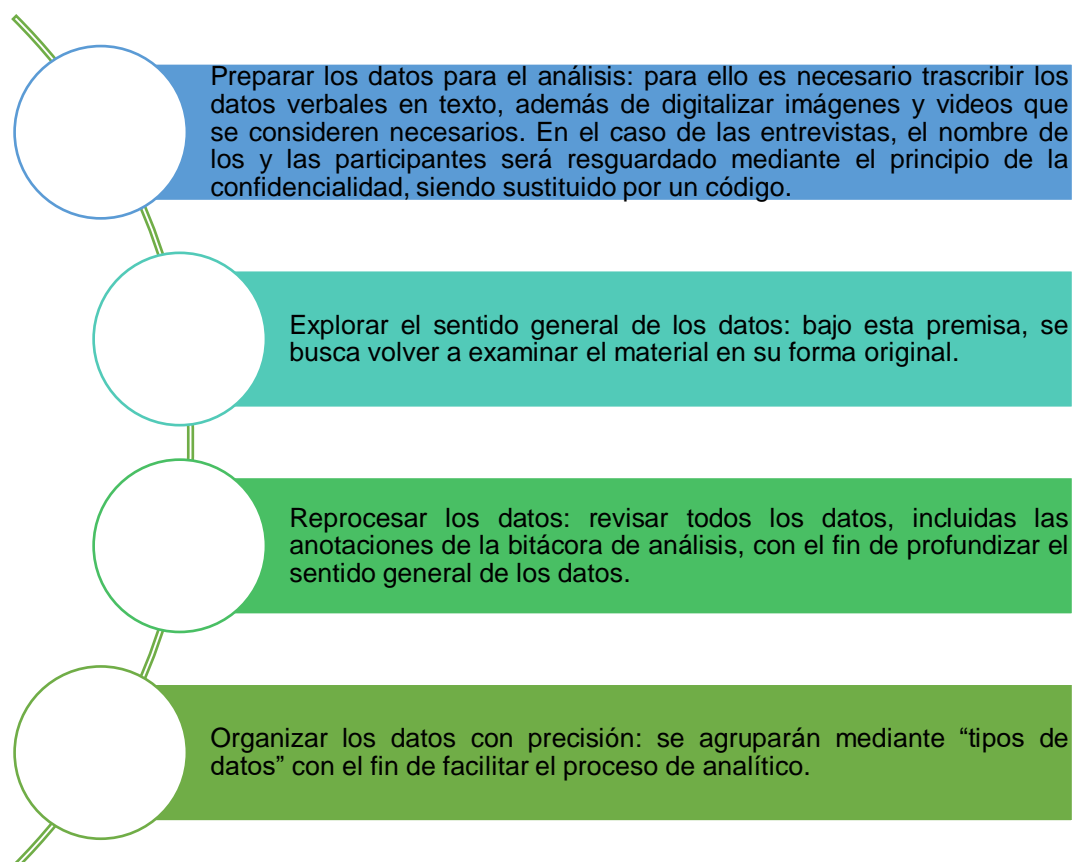 Preparar los datos para el análisis: para ello es necesario trascribir los
datos verbales en texto, además de digitalizar imágenes y videos que
se consideren necesarios. En el caso de las entrevistas, el nombre de
los y las participantes será resguardado mediante el principio de la
confidencialidad, siendo sustituido por un código.
Explorar el sentido general de los datos: bajo esta premisa, se
busca volver a examinar el material en su forma original.
Reprocesar los datos: revisar todos los datos, incluidas las
anotaciones de la bitácora de análisis, con el fin de profundizar el
sentido general de los datos.
Organizar los datos con precisión: se agruparán mediante “tipos de
datos” con el fin de facilitar el proceso de analítico.